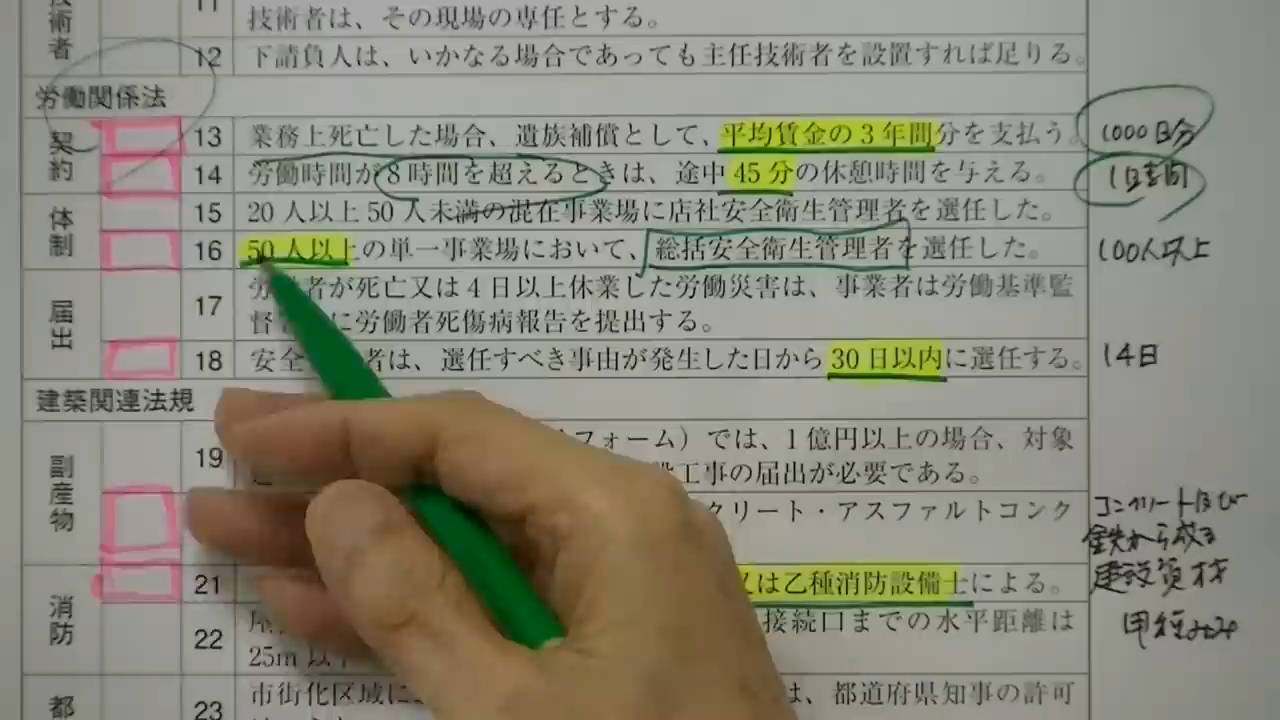 技術者
11
技術者は、その現場の専任とする。
12 下請負人は、いかなる場合であっても主任技術者を設置すれば足りる。
労働関係法
契約
13 業務上死亡した場合、遺族補償として、平均賃金の3年間分を支払う。 1000日分
14 労働時間が8時間を超えるときは、途中45分の休憩時間を与える。 1時間
体制
15 20人以上50人未満の混在事業場に店社安全衛生管理者を選任した。
16 50人以上の単一事業場において、総括安全衛生管理者を選任した。 100人以上
届出
17 労 者が死亡又は4日以上休業した労働災害は、事業者は労働基準監
督 に労働者死傷病報告を提出する。
18 安全 者は、選任すべき事由が発生した日から30日以内に選任する。 14日
建築関連法規
副産物
19 フォーム）では、1億円以上の場合、対象
工事の届出が必要である。
クリート・アスファルトコンク
コンクリート及び
鉄から成る
建設資材
消防
21 又は乙種消防設備士による。
甲種のみ
22 接続口までの水平距離は
25m以
都
23 市街化区域に は、都道府県知事の許可